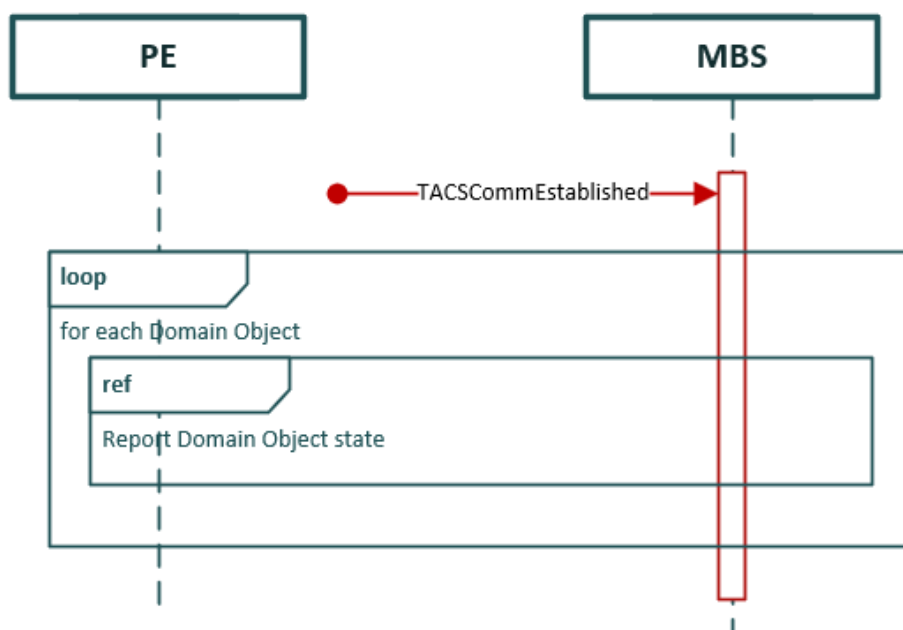 PE
MBS
TACSCommEstablished
loop
for each Domain Object
ref
Report Domain Object state